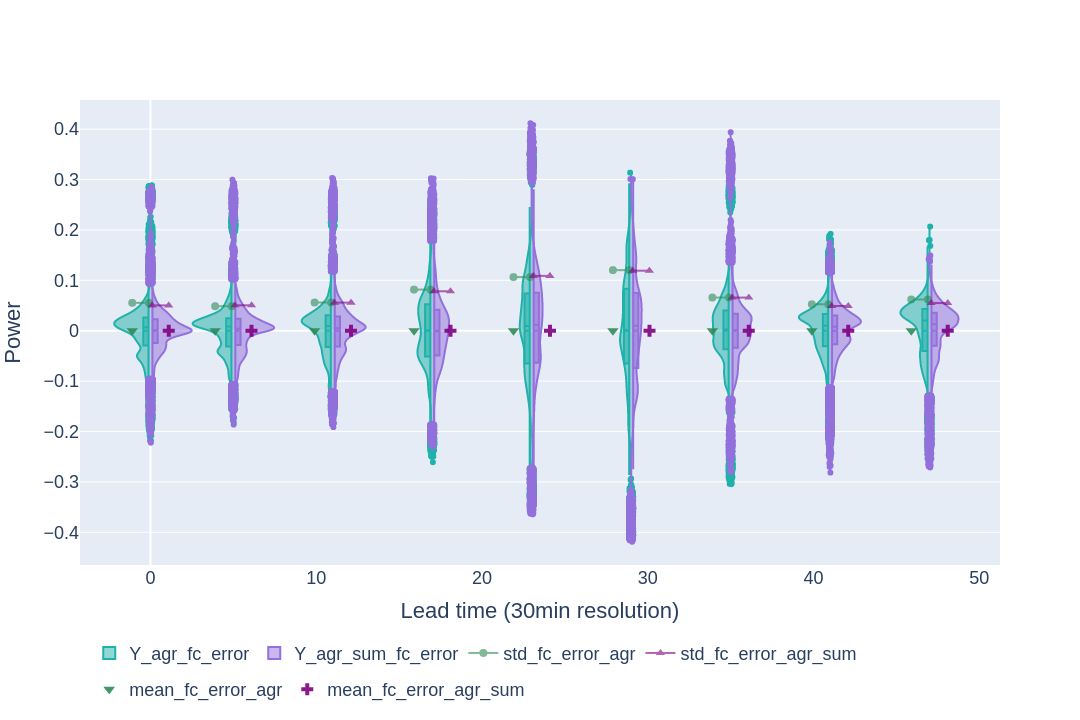 0.4
0.3
0.2
0.1
0
−0.1
−0.2
−0.3
−0.4
Power
0 10 20 30 40 50
Lead time (30min resolution)
Y_agr_fc_error Y_agr_sum_fc_error std_fc_error_agr std_fc_error_agr_sum
mean_fc_error_agr mean_fc_error_agr_sum